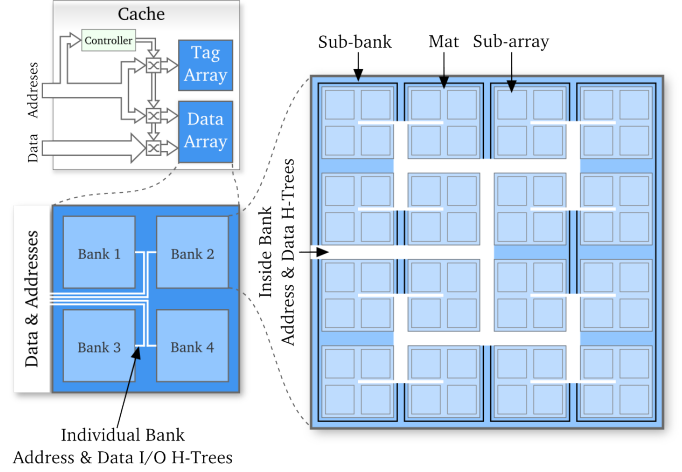 Cache
Controller
Tag
Array
Data
Array
Addreses
Data
Sub-bank
Mat
Sub-array
Data & Addresses
Bank 1
Bank 2
Bank 3
Bank 4
Inside Bank
Address & Data H-Trees
Individual Bank
Address & Data I/O H-Trees